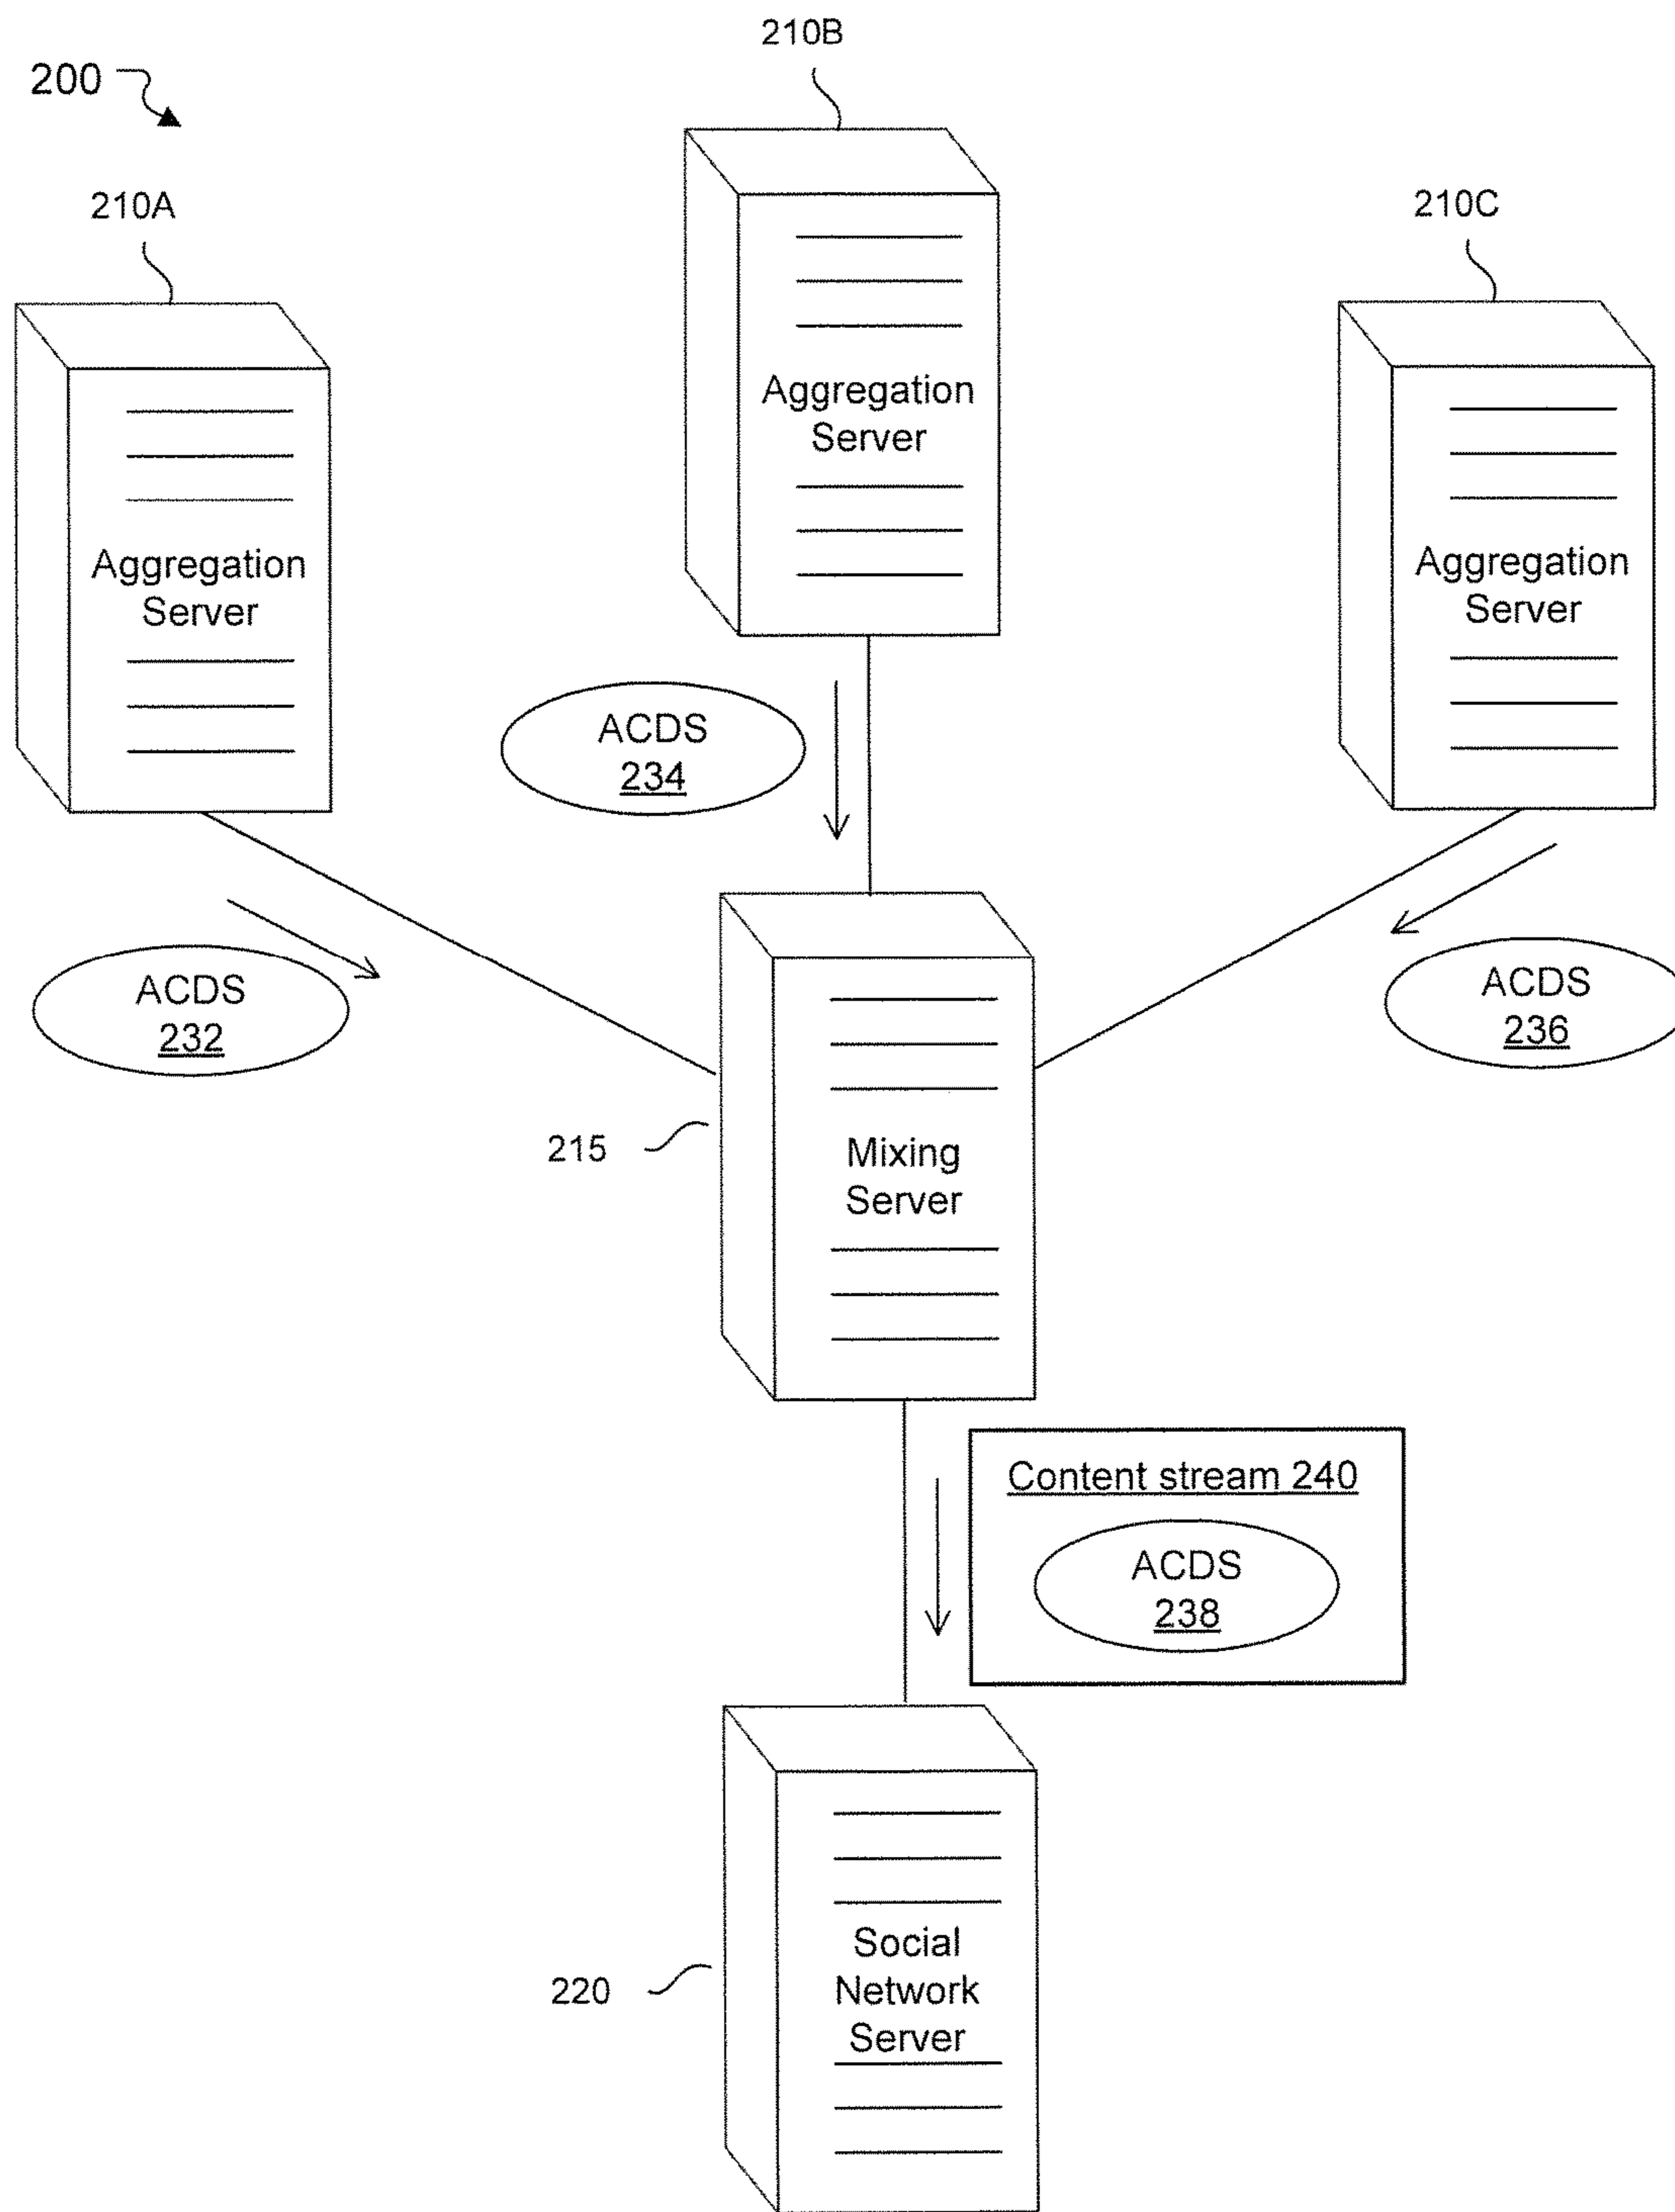 210B
200
210A
210C
Aggregation
Server
Aggregation
Server
Aggregation
Server
ACDS
234
ACDS
232
ACDS
236
215
Mixing
Server
Content stream 240
ACDS
238
220
Social
Network
Server